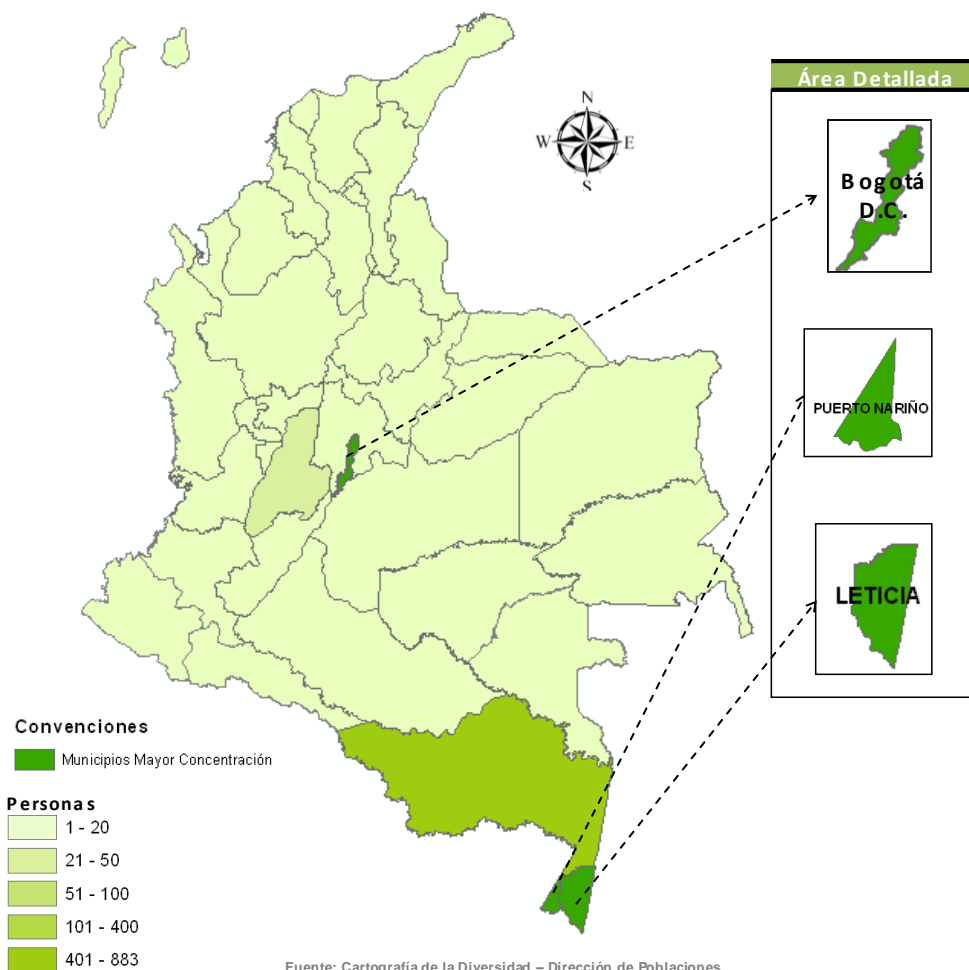 Área Detallada
N
W E
S
Bogotá
D.C.
PUERTO NARIÑO
LETICIA
Convenciones
Municipios Mayor Concentración
Personas
1 - 20
21 - 50
51 - 100
101 - 400
401 - 883
Fuente: Cartografía de la Diversidad – Dirección de Poblaciones